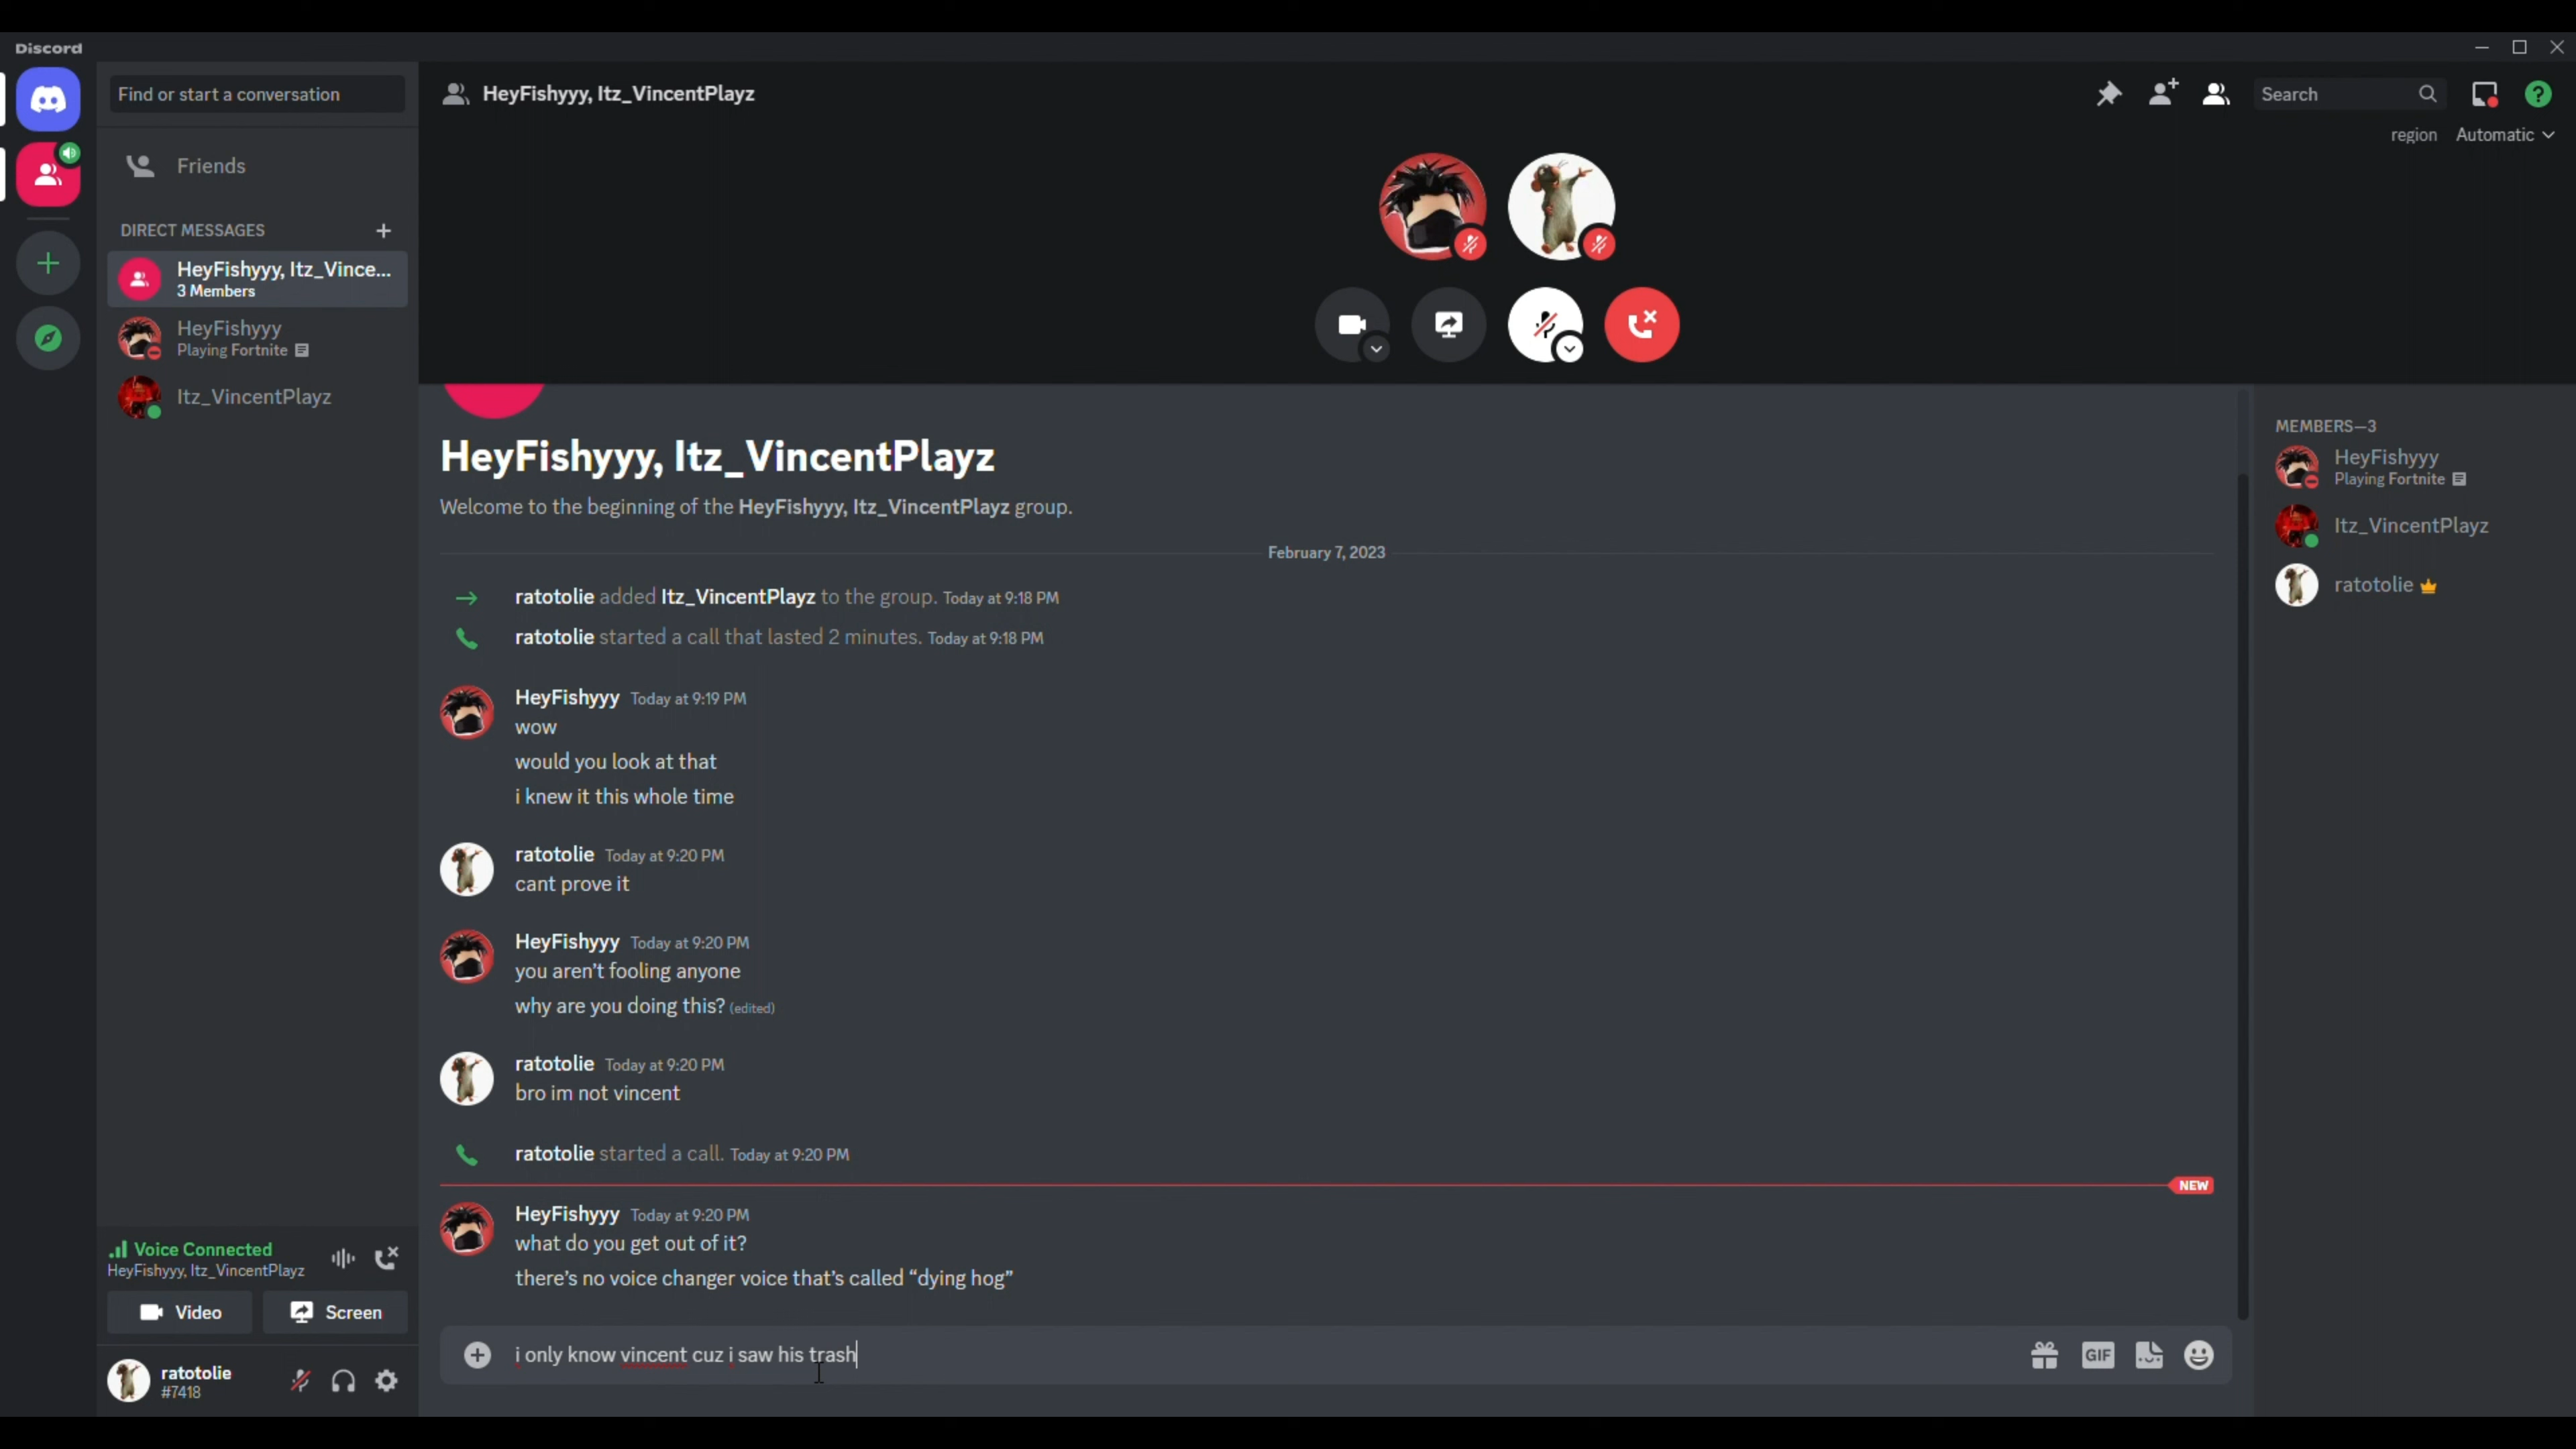 Discord
Find or start a conversation
HeyFishyyy, Itz_VincentPlayz
Search
region Automatic
Friends
DIRECT MESSAGES
HeyFishyyy, Itz_Vince...
3 Members
HeyFishyyy
Playing Fortnite
Itz_VincentPlayz
HeyFishyyy, Itz_VincentPlayz
Welcome to the beginning of the HeyFishyyy, Itz_VincentPlayz group.
February 7, 2023
ratotolie added Itz_VincentPlayz to the group. Today at 9:18 PM
ratotolie started a call that lasted 2 minutes. Today at 9:18 PM
HeyFishyyy Today at 9:19 PM
wow
would you look at that
i knew it this whole time
ratotolie Today at 9:20 PM
cant prove it
HeyFishyyy Today at 9:20 PM
you aren't fooling anyone
why are you doing this? (edited)
ratotolie Today at 9:20 PM
bro im not vincent
ratotolie started a call. Today at 9:20 PM
NEW
HeyFishyyy Today at 9:20 PM
what do you get out of it?
there's no voice changer voice that's called “dying hog”
i only know vincent cuz i saw his trash
GIF
MEMBERS—3
HeyFishyyy
Playing Fortnite
Itz_VincentPlayz
ratotolie
Voice Connected
HeyFishyyy, Itz_VincentPlayz
Video
Screen
ratotolie
#7418